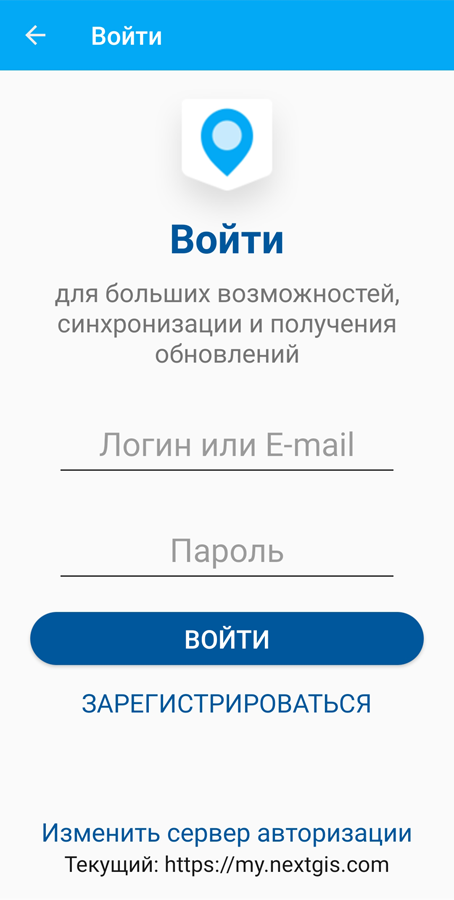 Войти
Войти
для больших возможностей,
синхронизации и получения
обновлений
Логин или E-mail
Пароль
ВОЙТИ
ЗАРЕГИСТРИРОВАТЬСЯ
Изменить сервер авторизации
Текущий: https://my.nextgis.com